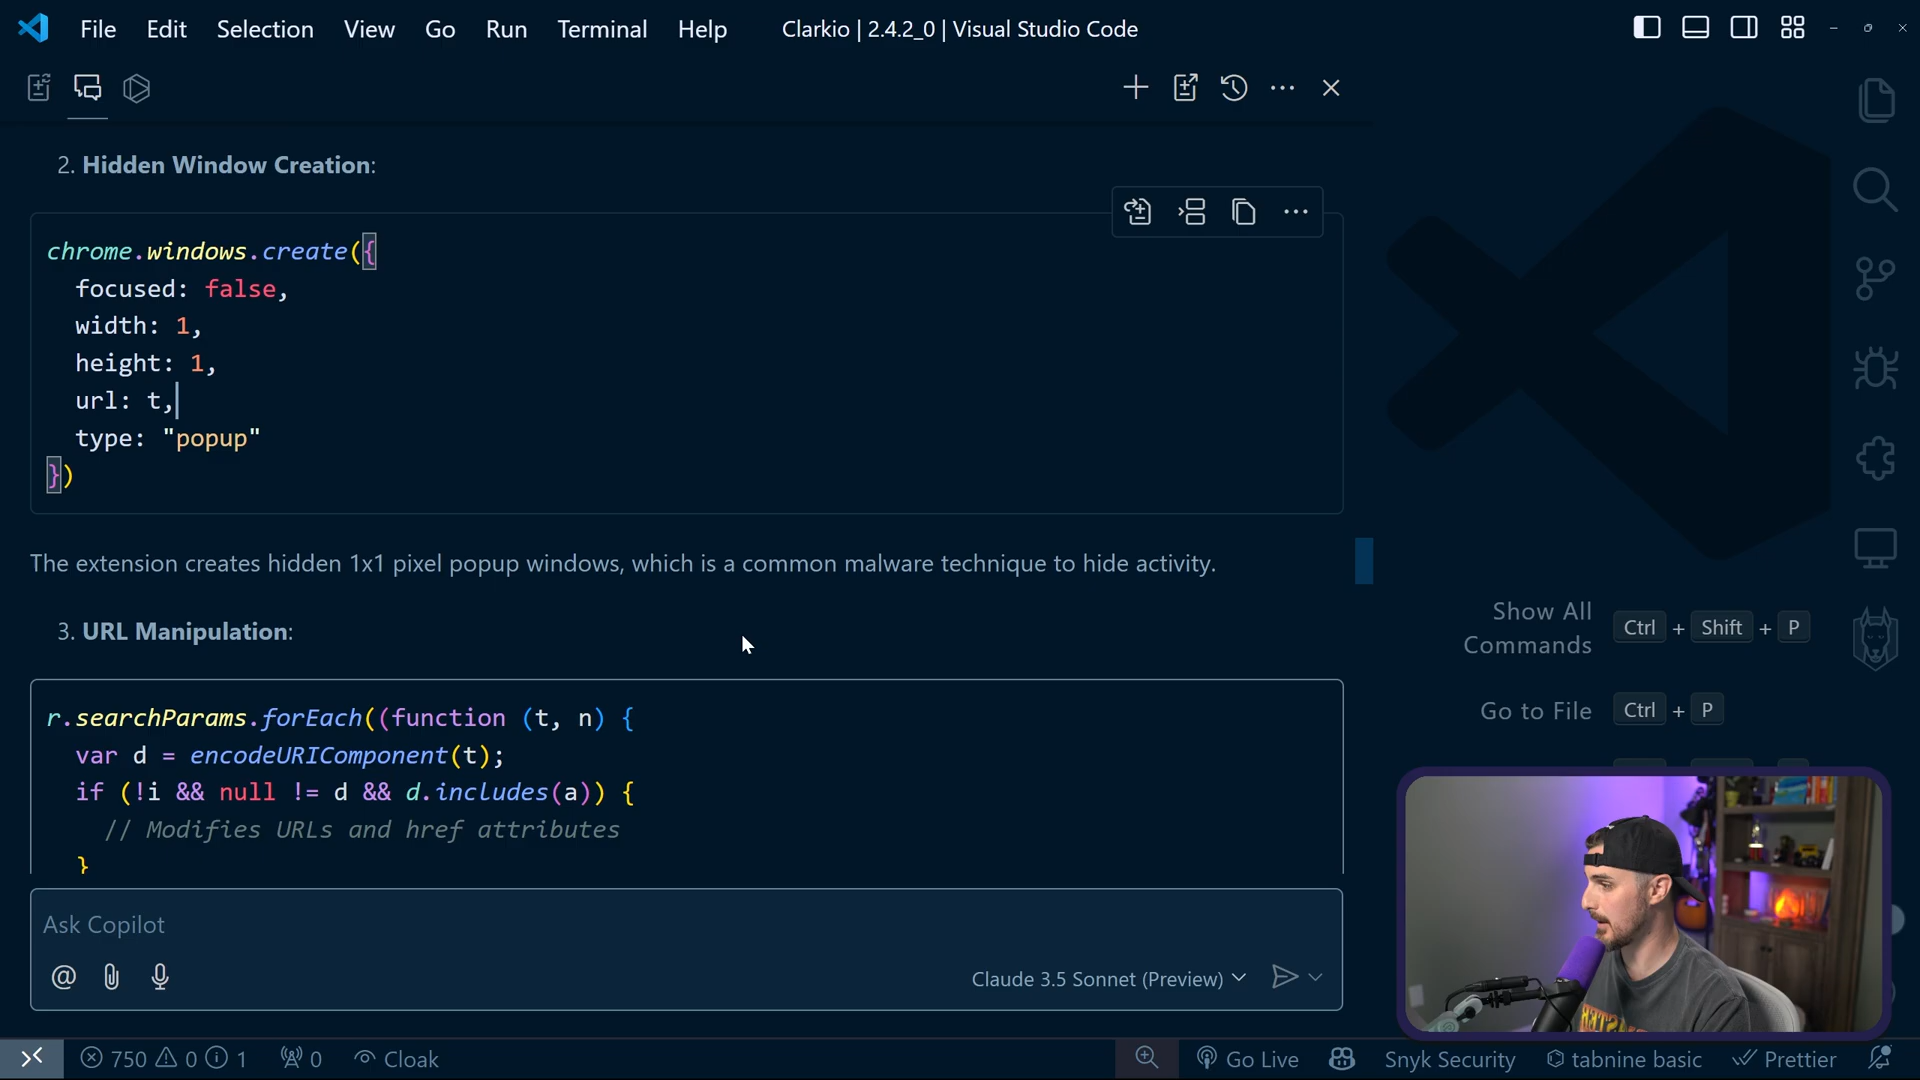 File Edit Selection View Go Run Terminal Help Clarkio | 2.4.2_0 | Visual Studio Code
2. Hidden Window Creation:
chrome.windows.create({
focused: false,
width: 1,
height: 1,
url: t,
type: "popup"
})
The extension creates hidden 1x1 pixel popup windows, which is a common malware technique to hide activity.
3. URL Manipulation:
r.searchParams.forEach((function (t, n) {
var d = encodeURIComponent(t);
if (!i && null != d && d.includes(a)) {
// Modifies URLs and href attributes
}
Show All
Commands Ctrl + Shift + P
Go to File Ctrl + P
Ask Copilot
@ Claude 3.5 Sonnet (Preview)
750 0 1 0 Cloak Go Live Snyk Security tabnine basic Prettier